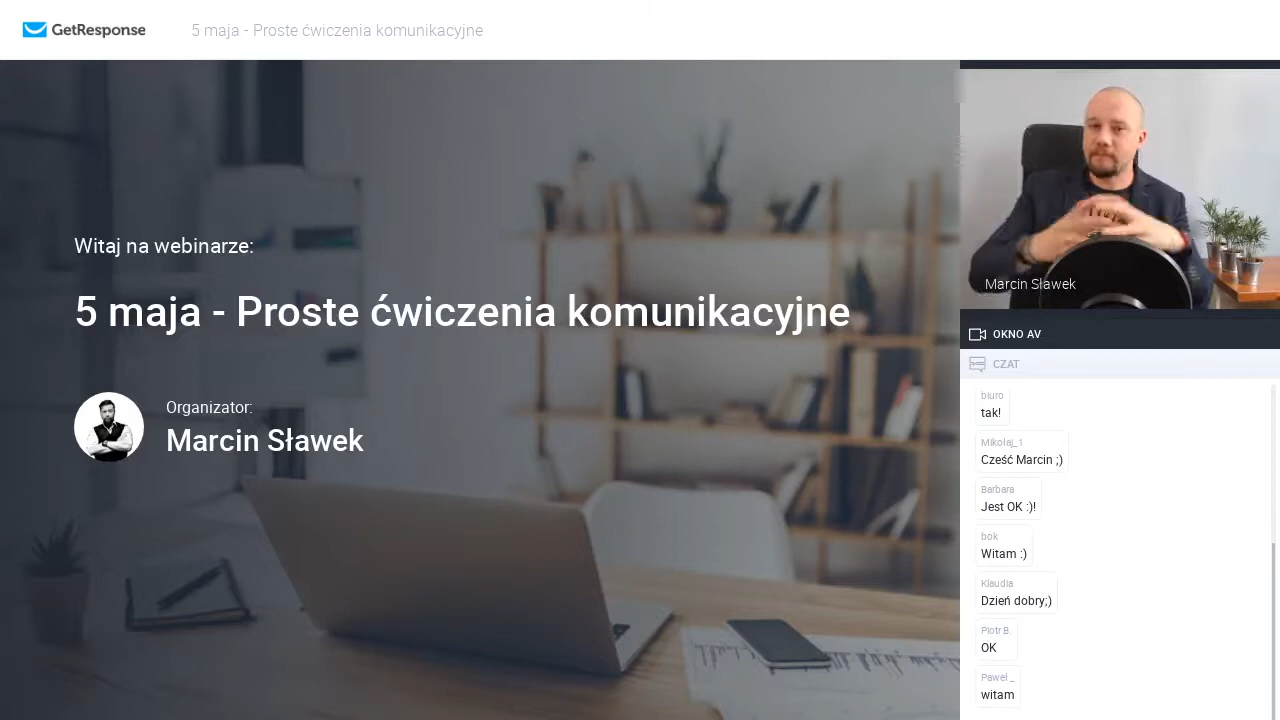 GetResponse
5 maja - Proste ćwiczenia komunikacyjne
Witaj na webinarze:
5 maja - Proste ćwiczenia komunikacyjne
Organizator:
Marcin Sławek
Marcin Sławek
OKNO AV
CZAT
biuro
tak!
Mikołaj_1
Cześć Marcin ;)
Barbara
Jest OK :)!
bok
Witam :)
Klaudia
Dzień dobry;)
Piotr B.
OK
Paweł _
witam